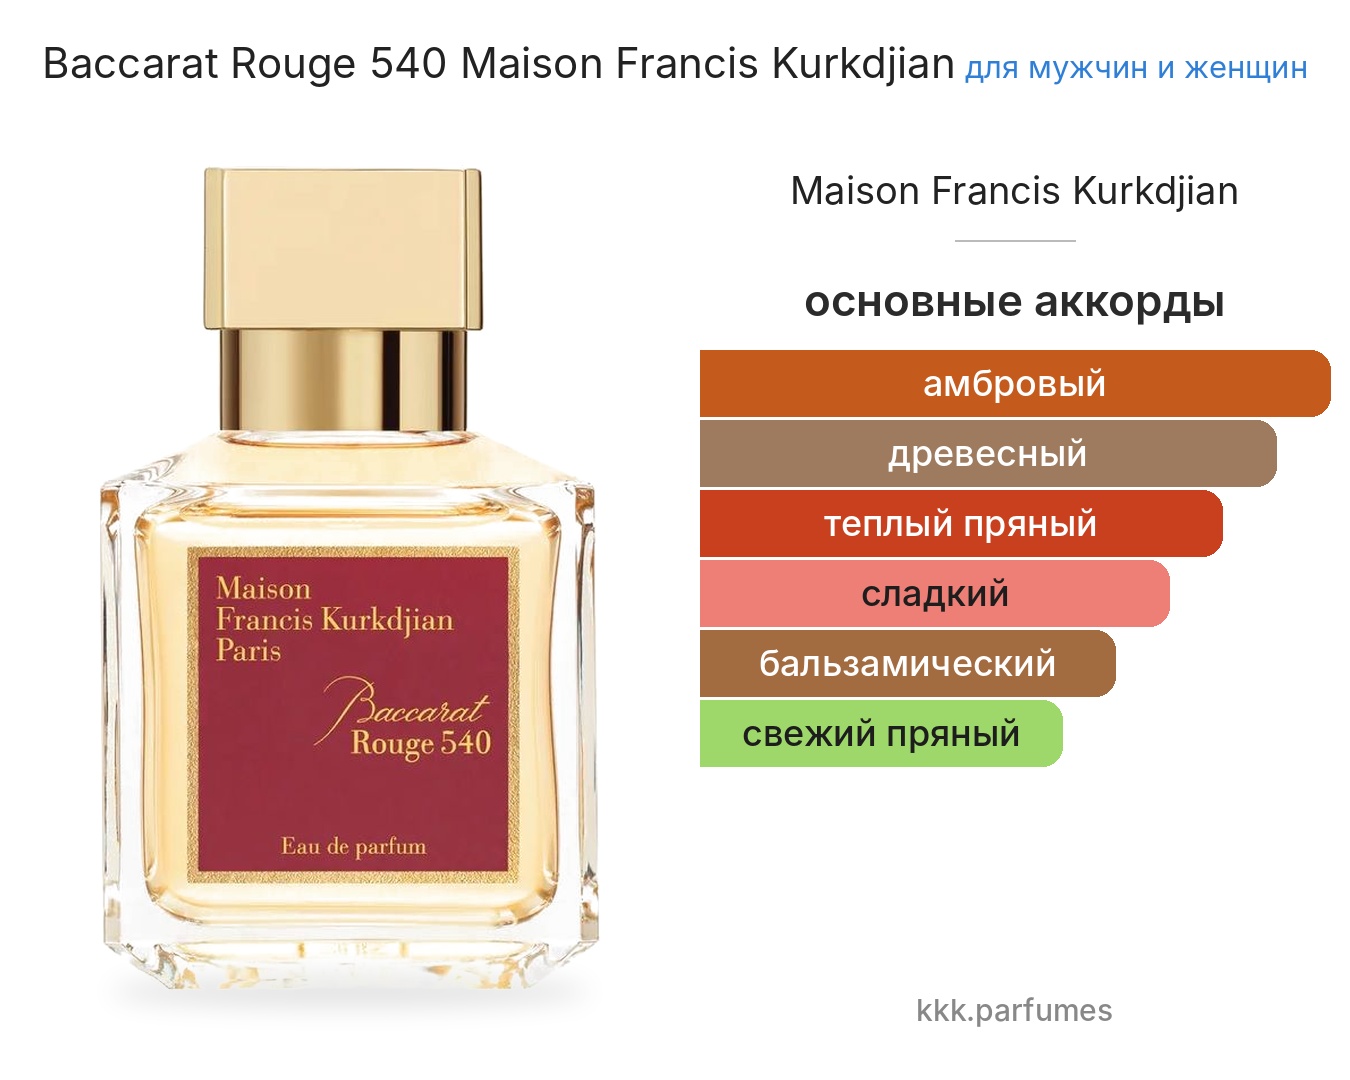 Baccarat Rouge 540 Maison Francis Kurkdjian для мужчин и женщин
Maison Francis Kurkdjian
основные аккорды
амбровый
древесный
теплый пряный
сладкий
бальзамический
свежий пряный
Maison
Francis Kurkdjian
Paris
Baccarat
Rouge 540
Eau de parfum
kkk.parfumes